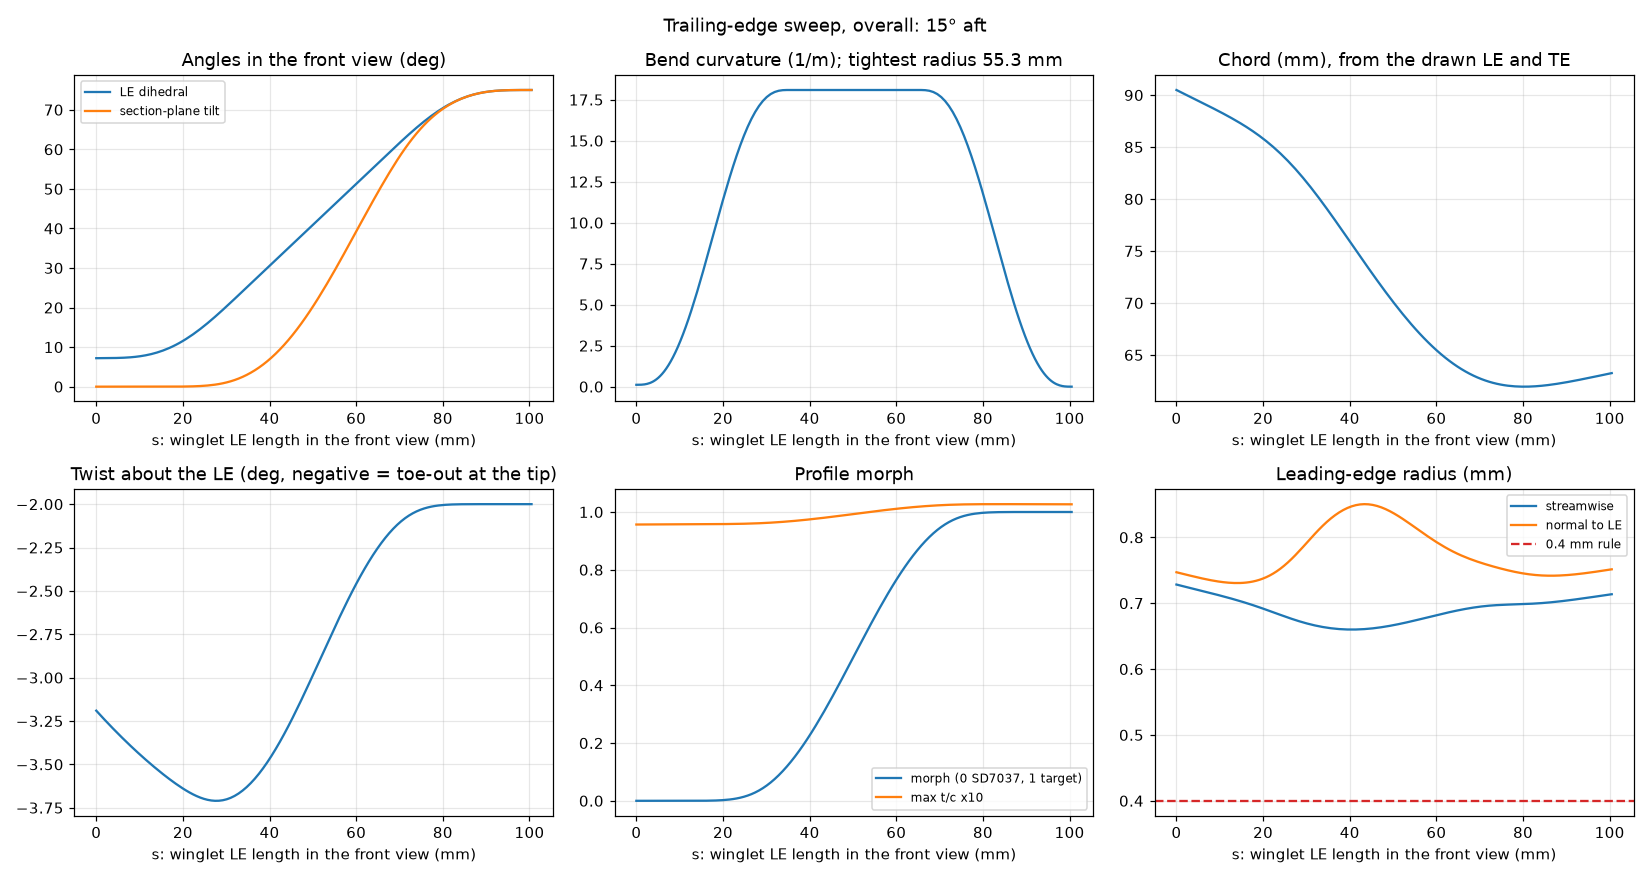 Trailing-edge sweep, overall: 15° aft
Angles in the front view (deg)
LE dihedral
section-plane tilt
70
60
50
40
30
20
10
0
0 20 40 60 80 100
s: winglet LE length in the front view (mm)
Bend curvature (1/m); tightest radius 55.3 mm
17.5
15.0
12.5
10.0
7.5
5.0
2.5
0.0
0 20 40 60 80 100
s: winglet LE length in the front view (mm)
Chord (mm), from the drawn LE and TE
90
85
80
75
70
65
0 20 40 60 80 100
s: winglet LE length in the front view (mm)
Twist about the LE (deg, negative = toe-out at the tip)
−2.00
−2.25
−2.50
−2.75
−3.00
−3.25
−3.50
−3.75
0 20 40 60 80 100
s: winglet LE length in the front view (mm)
Profile morph
1.0
0.8
0.6
0.4
0.2
0.0
morph (0 SD7037, 1 target)
max t/c x10
0 20 40 60 80 100
s: winglet LE length in the front view (mm)
Leading-edge radius (mm)
streamwise
normal to LE
0.4 mm rule
0.8
0.7
0.6
0.5
0.4
0 20 40 60 80 100
s: winglet LE length in the front view (mm)